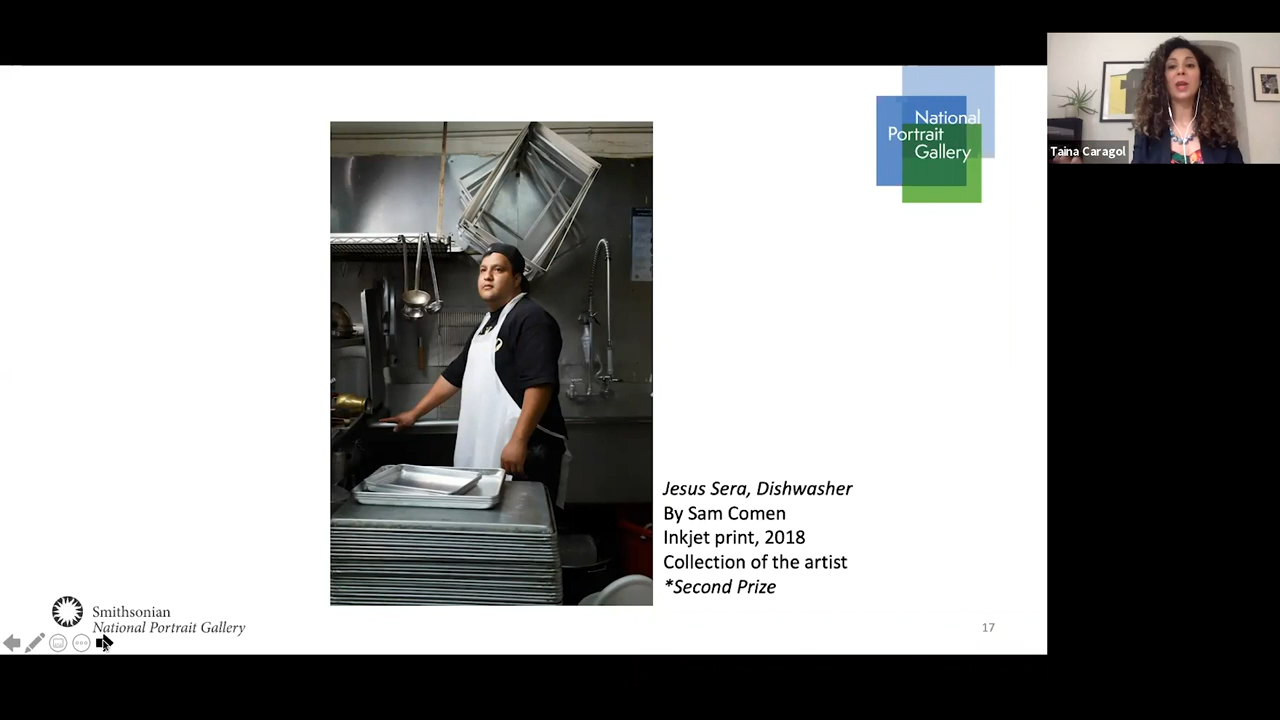 National
Portrait
Gallery
Taina Caragol
Jesus Sera, Dishwasher
By Sam Comen
Inkjet print, 2018
Collection of the artist
*Second Prize
Smithsonian
National Portrait Gallery
17